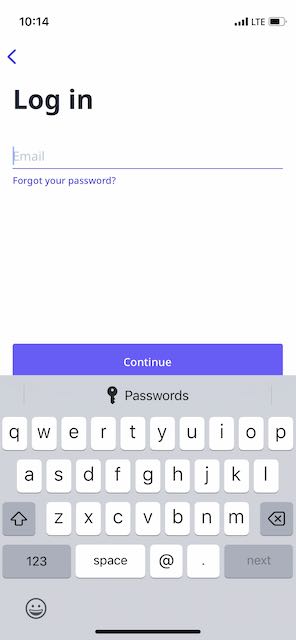 10:14
LTE
Log in
Email
Forgot your password?
Continue
Passwords
q w e r t y u i o p
a s d f g h j k l
z x c v b n m
123 space @ . next